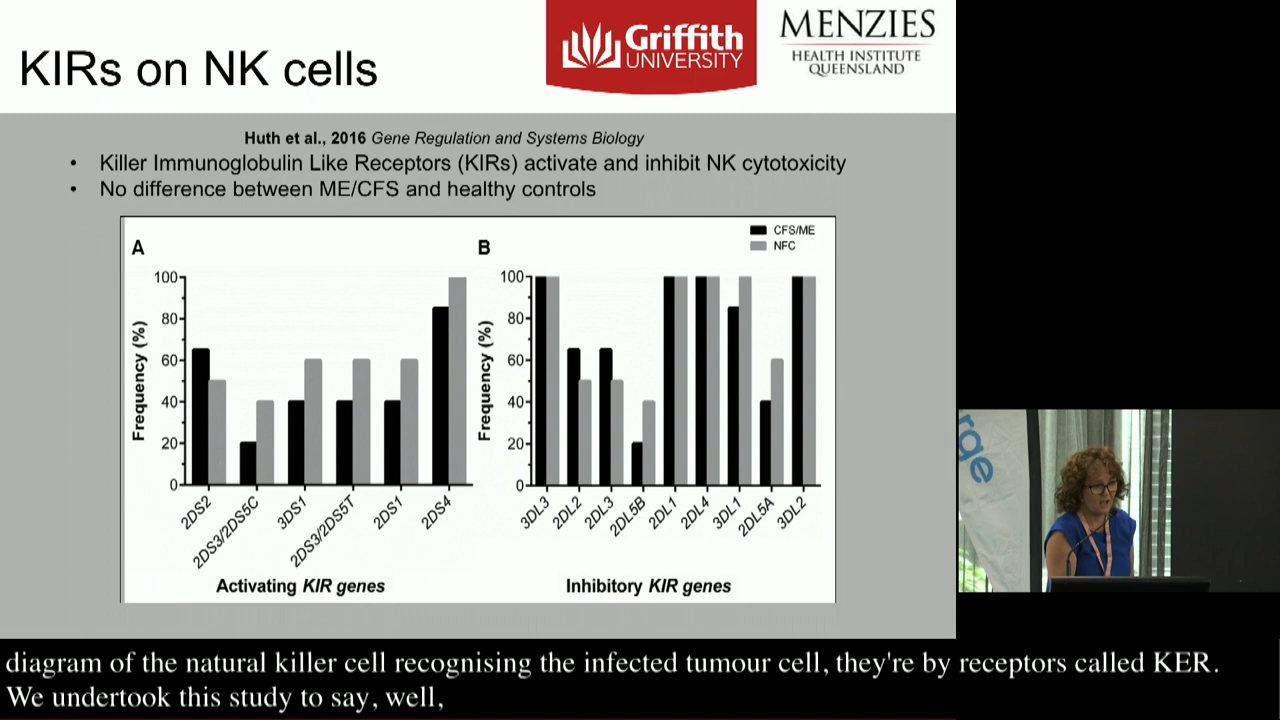 KIRs on NK cells
Griffith
UNIVERSITY
MENZIES
HEALTH INSTITUTE
QUEENSLAND
Huth et al., 2016 Gene Regulation and Systems Biology
• Killer Immunoglobulin Like Receptors (KIRs) activate and inhibit NK cytotoxicity
• No difference between ME/CFS and healthy controls
A
Frequency (%)
100
80
60
40
20
0
2DS2
2DS3/2DS5C
3DS1
2DS3/2DS5T
2DS1
2DS4
Activating KIR genes
B
CFS/ME
NFC
Frequency (%)
100
80
60
40
20
0
3DL3
2DL2
2DL3
2DL5B
2DL1
2DL4
3DL1
2DL5A
3DL2
Inhibitory KIR genes
rge
diagram of the natural killer cell recognising the infected tumour cell, they're by receptors called KER.
We undertook this study to say, well,